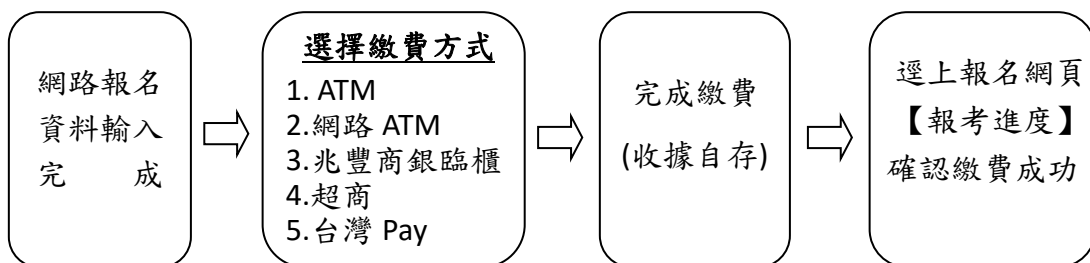 網路報名
資料輸入
完成
選擇繳費方式
1. ATM
2.網路 ATM
3.兆豐商銀臨櫃
4.超商
5.台灣 Pay
完成繳費
(收據自存)
逕上報名網頁
【報考進度】
確認繳費成功